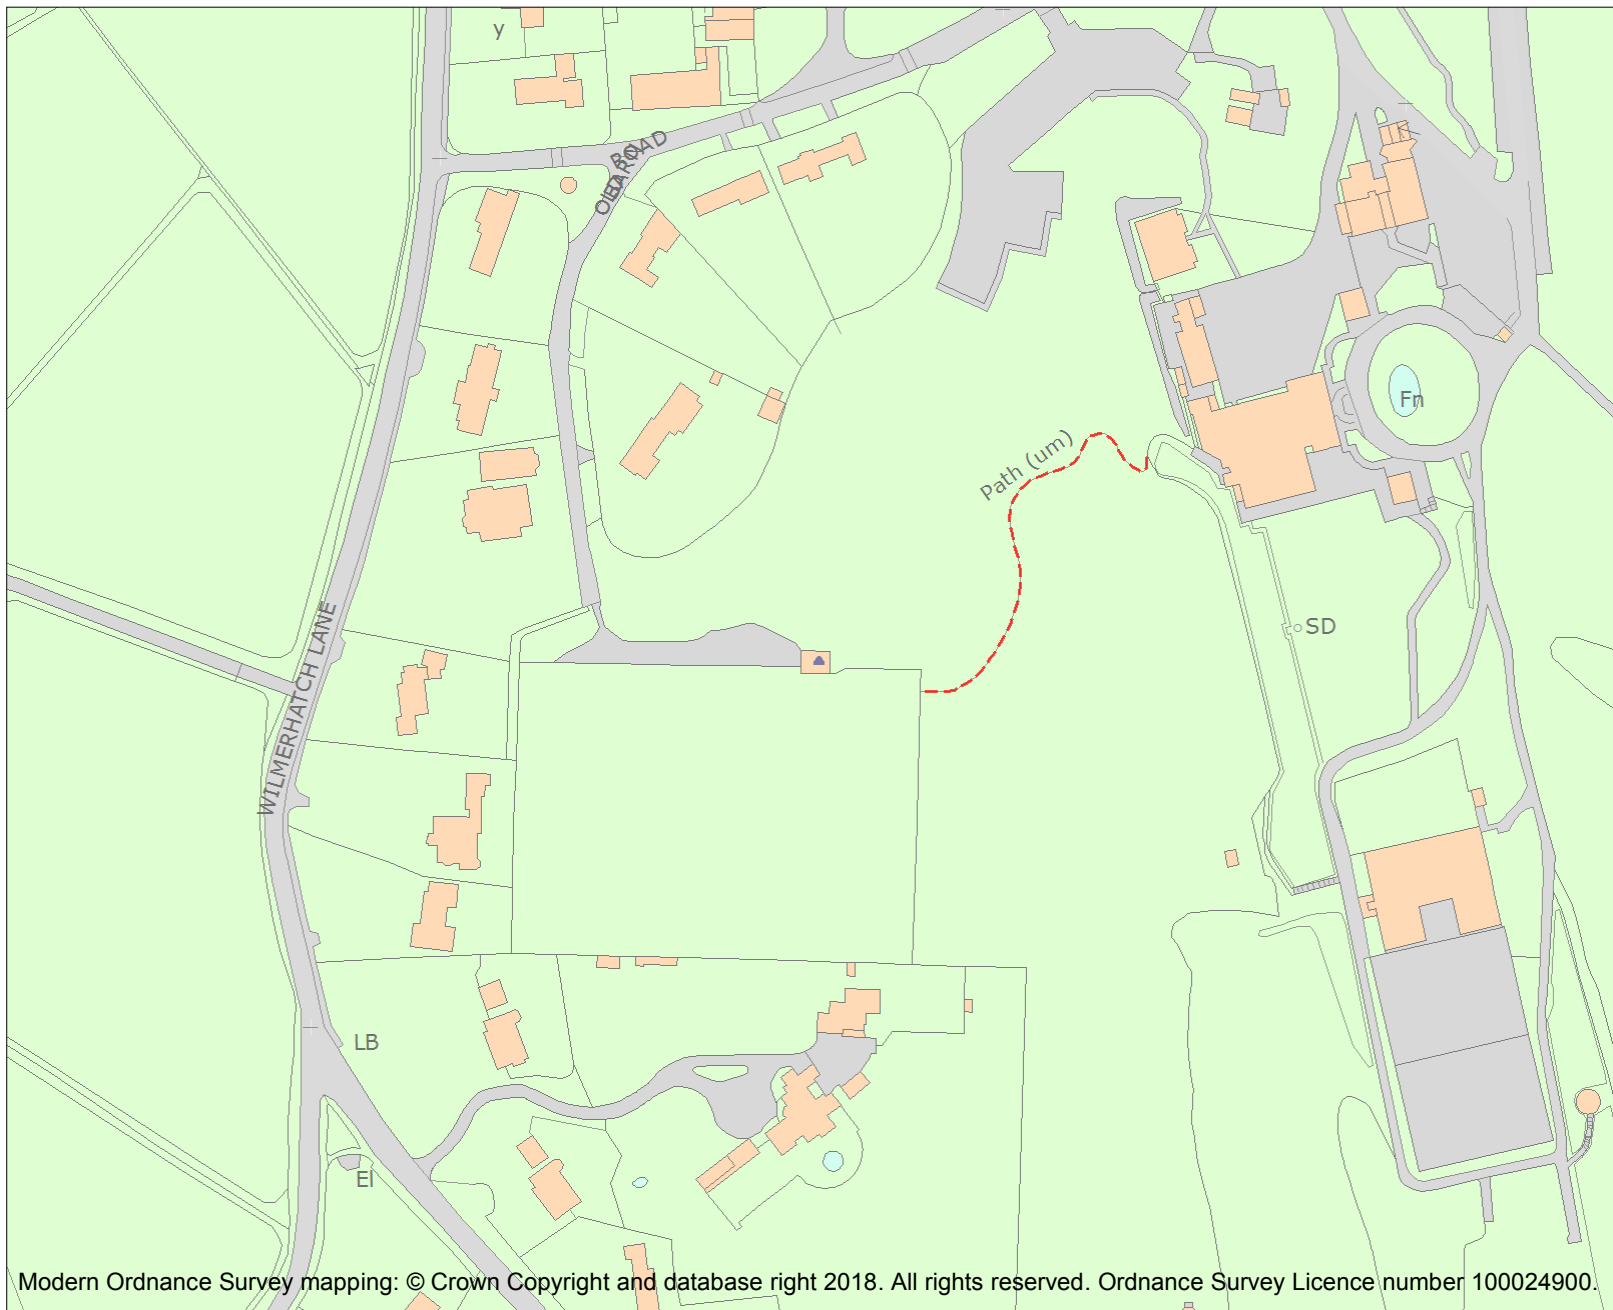 y
OLD BARN ROAD
Fn
Path (um)
SD
WILMERHATCH LANE
LB
El
Modern Ordnance Survey mapping: © Crown Copyright and database right 2018. All rights reserved. Ordnance Survey Licence number 100024900.